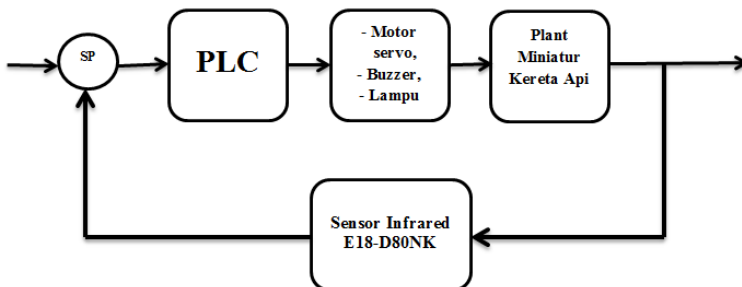 SP
PLC
- Motor
servo,
- Buzzer,
- Lampu
Plant
Miniatur
Kereta Api
Sensor Infrared
E18-D80NK